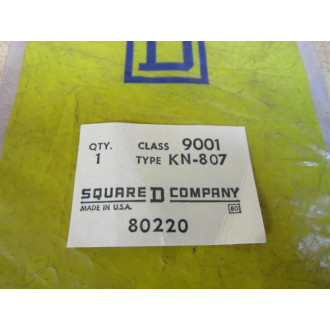 D
QTY. CLASS 9001
1 TYPE KN-807
SQUARE D COMPANY
MADE IN U.S.A. 80
80220